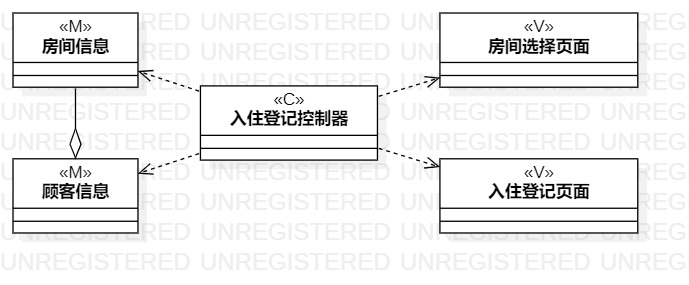 «M»
房间信息
«V»
房间选择页面
«C»
入住登记控制器
«M»
顾客信息
«V»
入住登记页面
UNREGISTERED UNREGISTERED UNREGISTERED UNREGISTERED